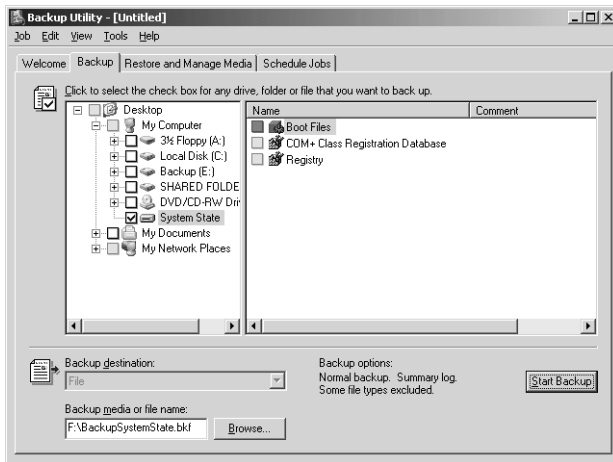 Backup Utility - [Untitled]
Job Edit View Tools Help
Welcome Backup Restore and Manage Media Schedule Jobs
Click to select the check box for any drive, folder or file that you want to back up.
Desktop
My Computer
3½ Floppy (A:)
Local Disk (C:)
Backup (E:)
SHARED FOLDE
DVD/CD-RW Dri
System State
My Documents
My Network Places
Name Comment
Boot Files
COM+ Class Registration Database
Registry
Backup destination:
File
Backup media or file name:
F:\BackupSystemState.bkf
Browse...
Backup options:
Normal backup. Summary log.
Some file types excluded.
Start Backup